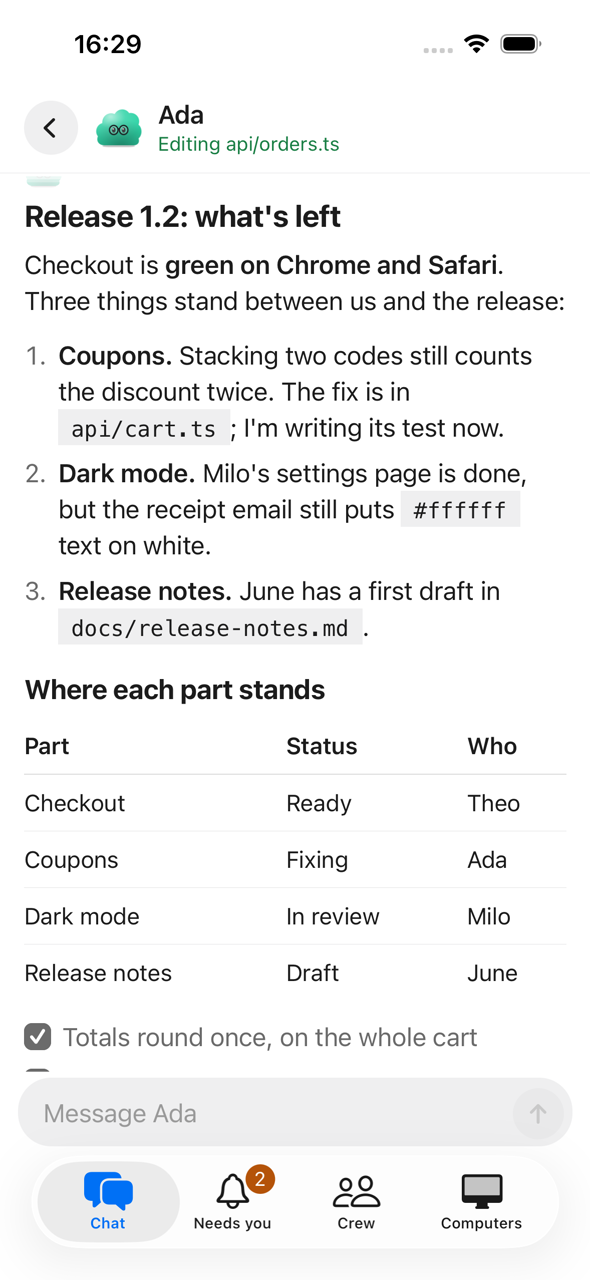 16:29
Ada
Editing api/orders.ts
Release 1.2: what's left
Checkout is green on Chrome and Safari.
Three things stand between us and the release:
1. Coupons. Stacking two codes still counts
the discount twice. The fix is in
api/cart.ts ; I'm writing its test now.
2. Dark mode. Milo's settings page is done,
but the receipt email still puts #ffffff
text on white.
3. Release notes. June has a first draft in
docs/release-notes.md .
Where each part stands
Part Status Who
Checkout Ready Theo
Coupons Fixing Ada
Dark mode In review Milo
Release notes Draft June
Totals round once, on the whole cart
Message Ada
2
Chat Needs you Crew Computers